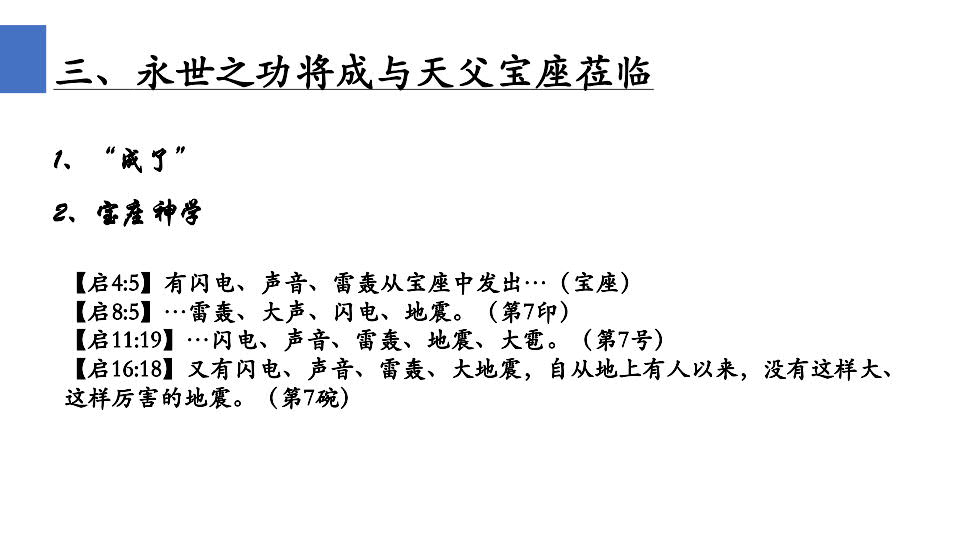 三、永世之功将成与天父宝座莅临
1、“成了”
2、宝座神学
【启4:5】有闪电、声音、雷轰从宝座中发出…（宝座）
【启8:5】…雷轰、大声、闪电、地震。（第7印）
【启11:19】…闪电、声音、雷轰、地震、大雹。（第7号）
【启16:18】又有闪电、声音、雷轰、大地震，自从地上有人以来，没有这样大、
这样厉害的地震。（第7碗）